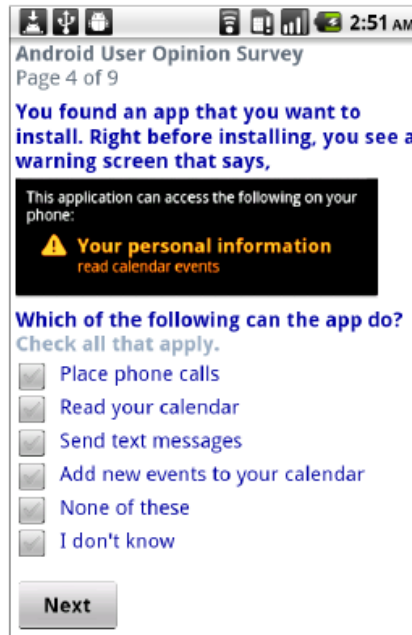 2:51 AM
Android User Opinion Survey
Page 4 of 9
You found an app that you want to
install. Right before installing, you see a
warning screen that says,
This application can access the following on your
phone:
Your personal information
read calendar events
Which of the following can the app do?
Check all that apply.
Place phone calls
Read your calendar
Send text messages
Add new events to your calendar
None of these
I don't know
Next